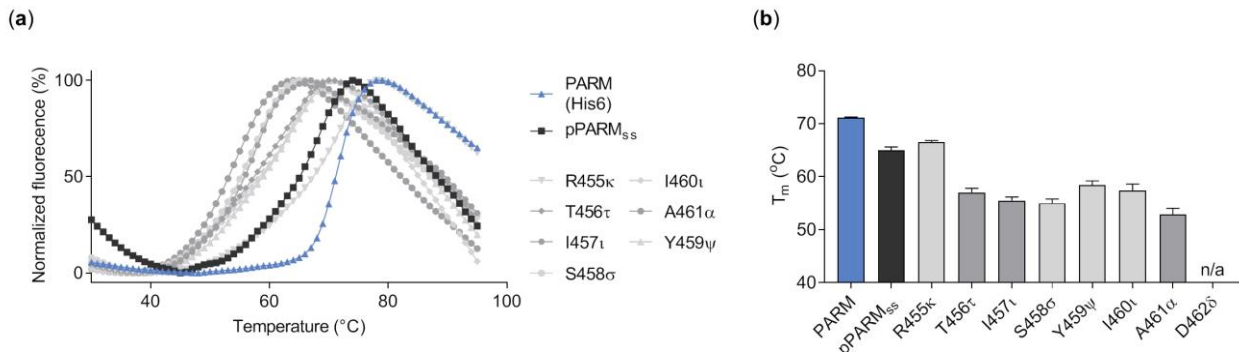 (a)
(b)
Normalized fluorecence (%)
100
50
0
40
60
80
100
Temperature (°C)
PARM
(His6)
pPARMss
R455κ
I460ι
T456τ
A461α
I457ι
Y459ψ
S458σ
Tm (°C)
80
70
60
50
40
n/a
PARM
pPARMss
R455κ
T456τ
I457ι
S458σ
Y459ψ
I460ι
A461α
D462δ